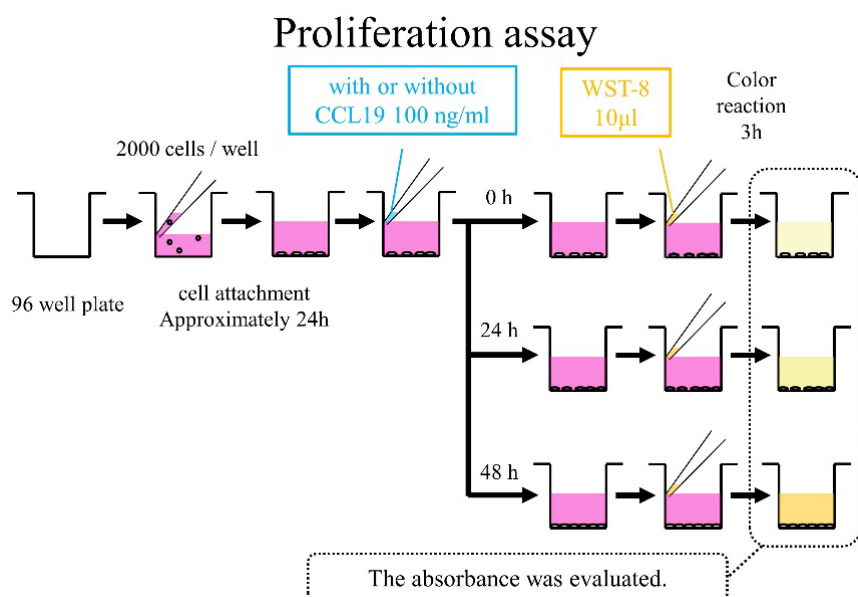 Proliferation assay
with or without
CCL19 100 ng/ml
WST-8
10μl
Color
reaction
3h
2000 cells / well
0 h
96 well plate
cell attachment
Approximately 24h
24 h
48 h
The absorbance was evaluated.